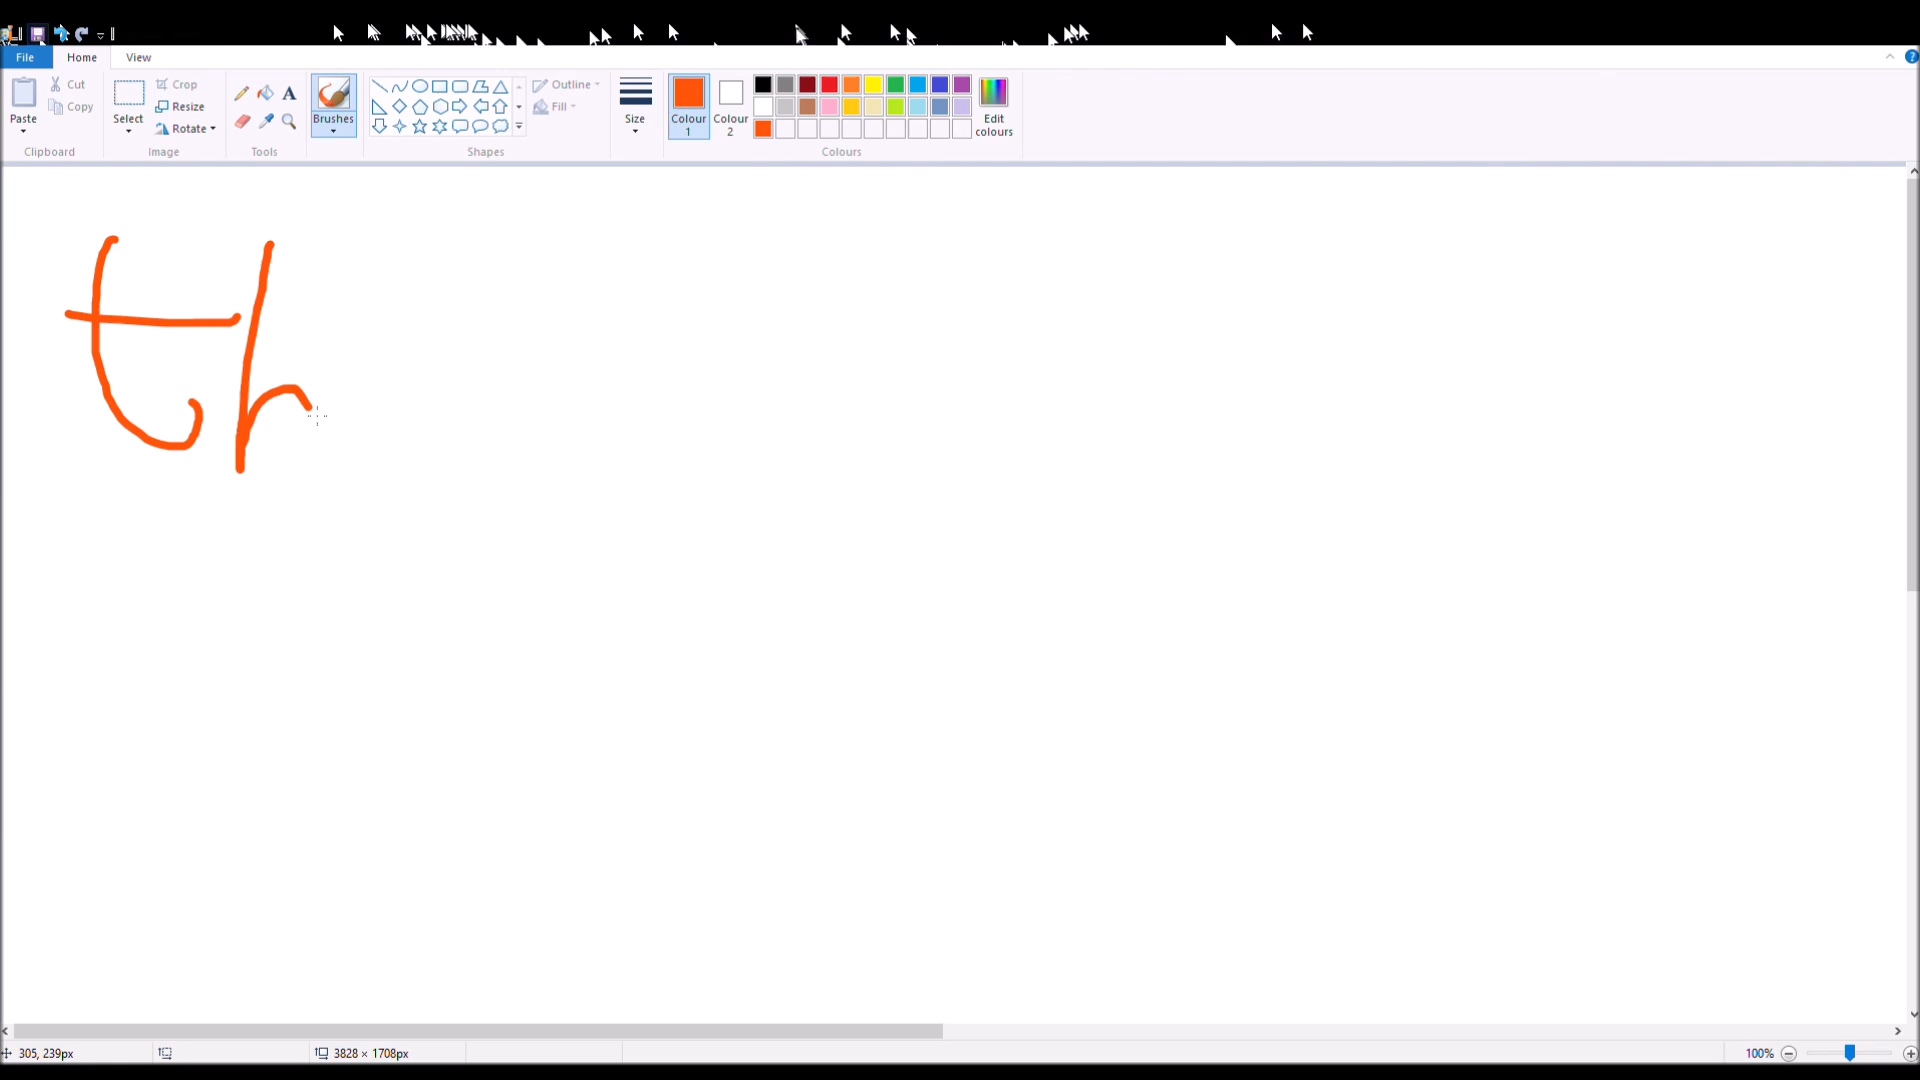 File Home View
Paste Cut Copy Clipboard
Select Crop Resize Rotate Image
Tools
Brushes
Outline Fill Shapes
Size
Colour 1 Colour 2 Edit colours Colours
th
305, 239px 3828 × 1708px 100%